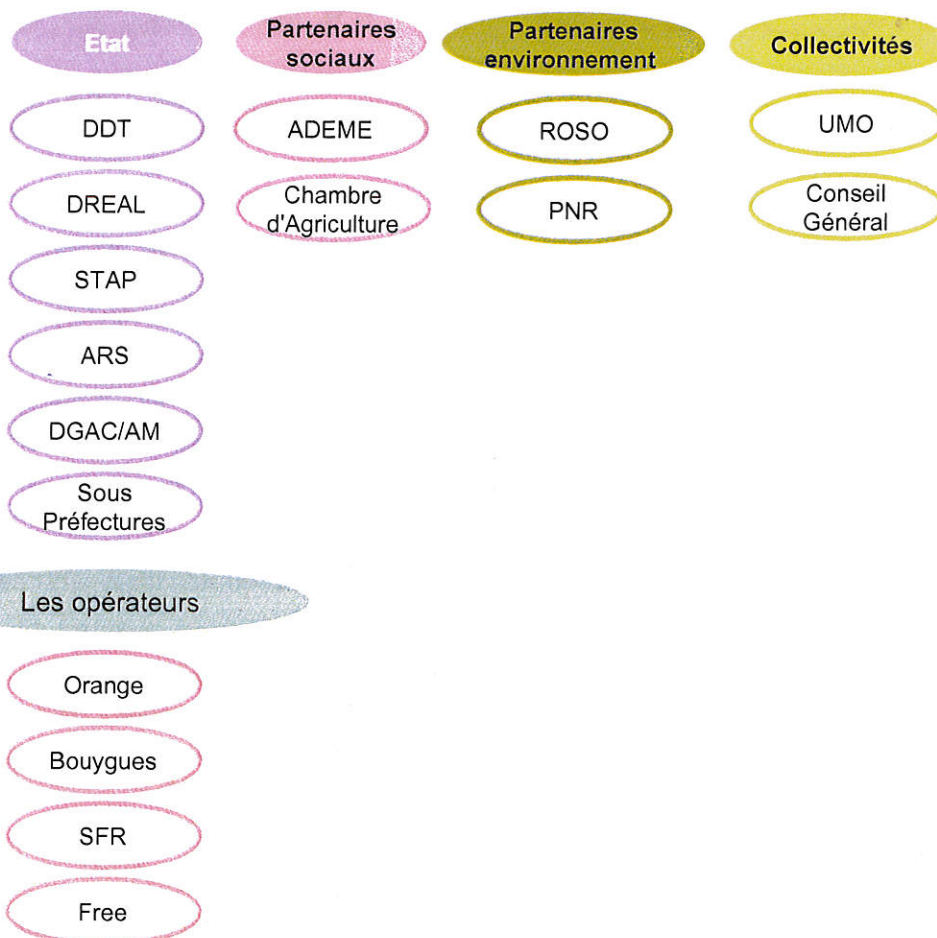 Etat
Partenaires
sociaux
Partenaires
environnement
Collectivités
DDT
ADEME
ROSO
UMO
DREAL
Chambre
d'Agriculture
PNR
Conseil
Général
STAP
ARS
DGAC/AM
Sous
Préfectures
Les opérateurs
Orange
Bouygues
SFR
Free